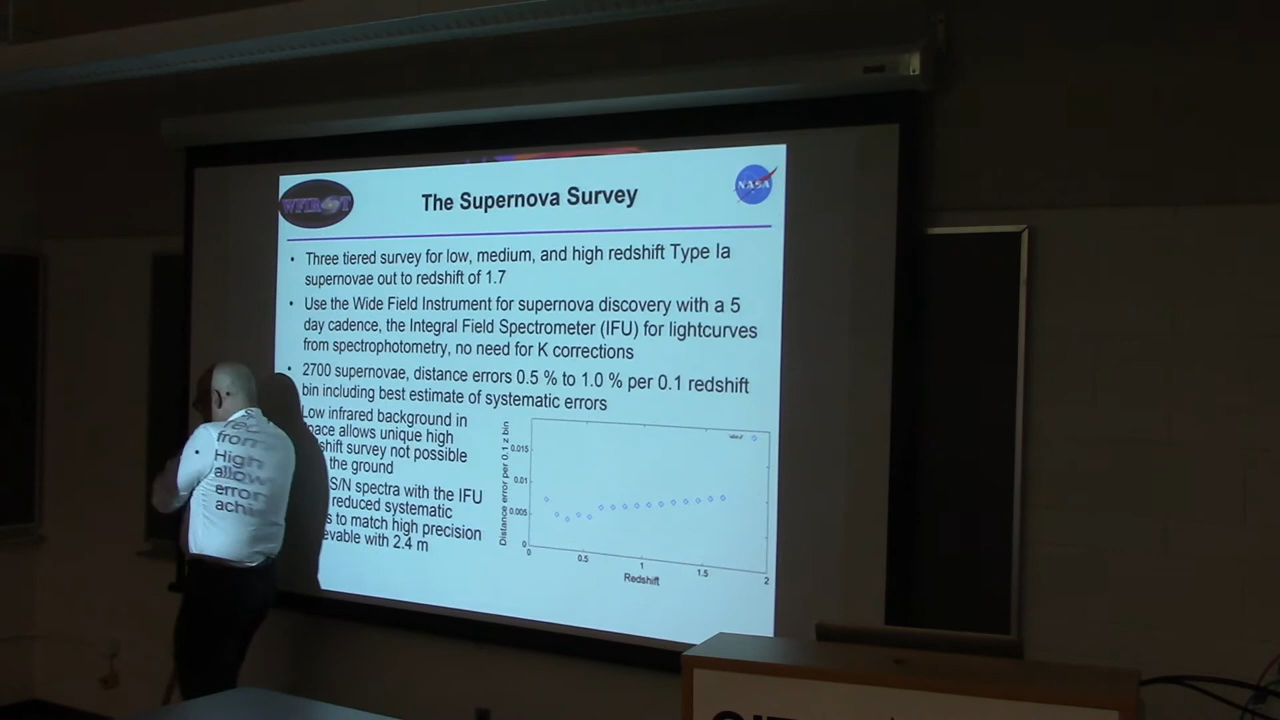 WFIRST
The Supernova Survey
NASA
• Three tiered survey for low, medium, and high redshift Type Ia
supernovae out to redshift of 1.7
• Use the Wide Field Instrument for supernova discovery with a 5
day cadence, the Integral Field Spectrometer (IFU) for lightcurves
from spectrophotometry, no need for K corrections
• 2700 supernovae, distance errors 0.5 % to 1.0 % per 0.1 redshift
bin including best estimate of systematic errors
Low infrared background in
space allows unique high
redshift survey not possible
from the ground
• High S/N spectra with the IFU
allow reduced systematic
errors to match high precision
achievable with 2.4 m
Distance error per 0.1 z bin
0.015
0.01
0.005
0
0
0.5
1
1.5
2
Redshift